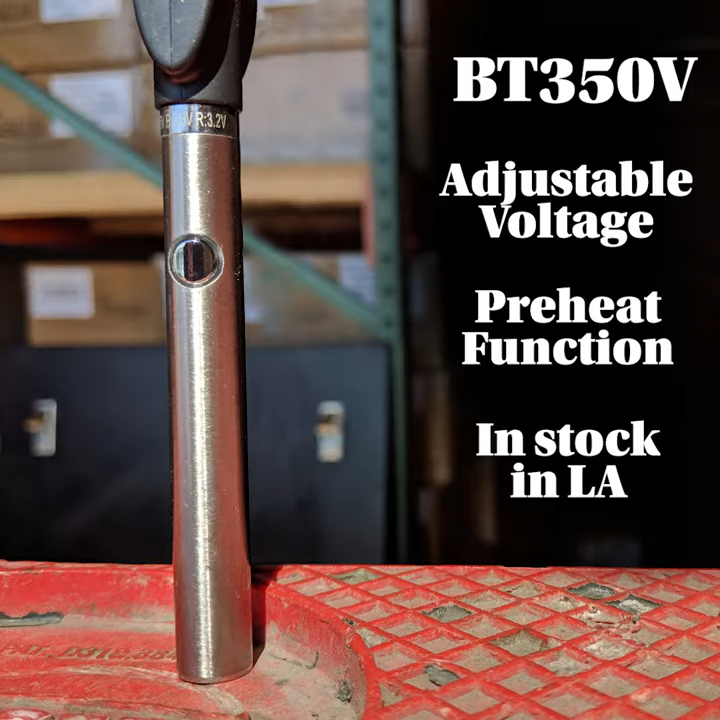 BT350V
Adjustable
Voltage
Preheat
Function
In stock
in LA
R:3.2V